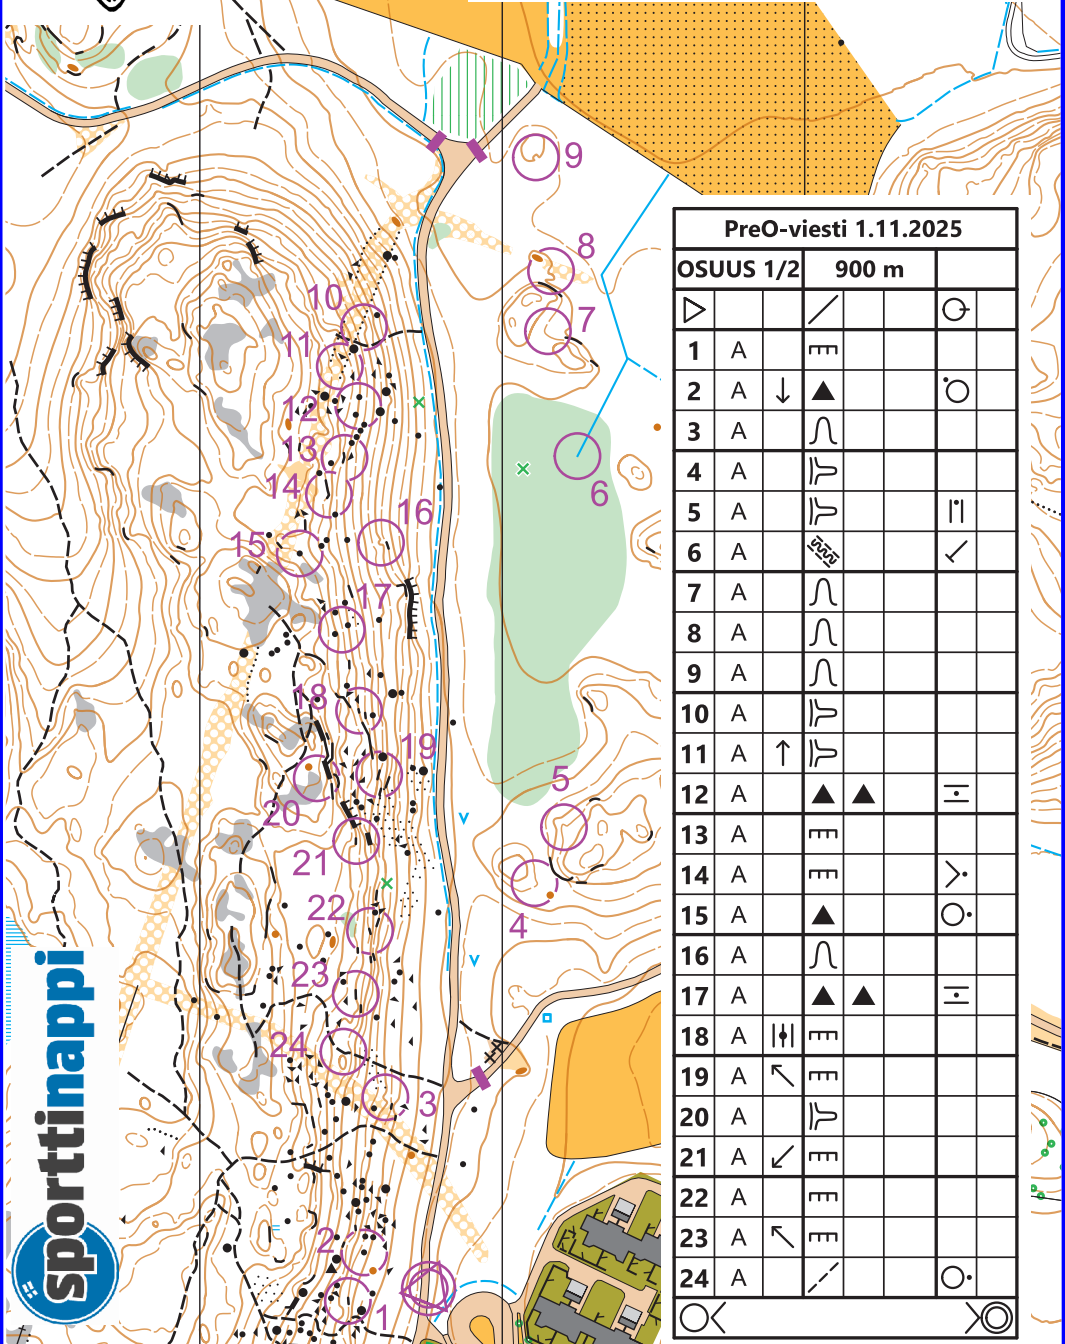 PreO-viesti 1.11.2025
OSUUS 1/2 900 m
1 A
2 A
3 A
4 A
5 A
6 A
7 A
8 A
9 A
10 A
11 A
12 A
13 A
14 A
15 A
16 A
17 A
18 A
19 A
20 A
21 A
22 A
23 A
24 A
9
8
7
10
11
12
13
14
6
16
15
17
18
19
5
20
21
22
4
23
24
3
2
1
sporttinappi